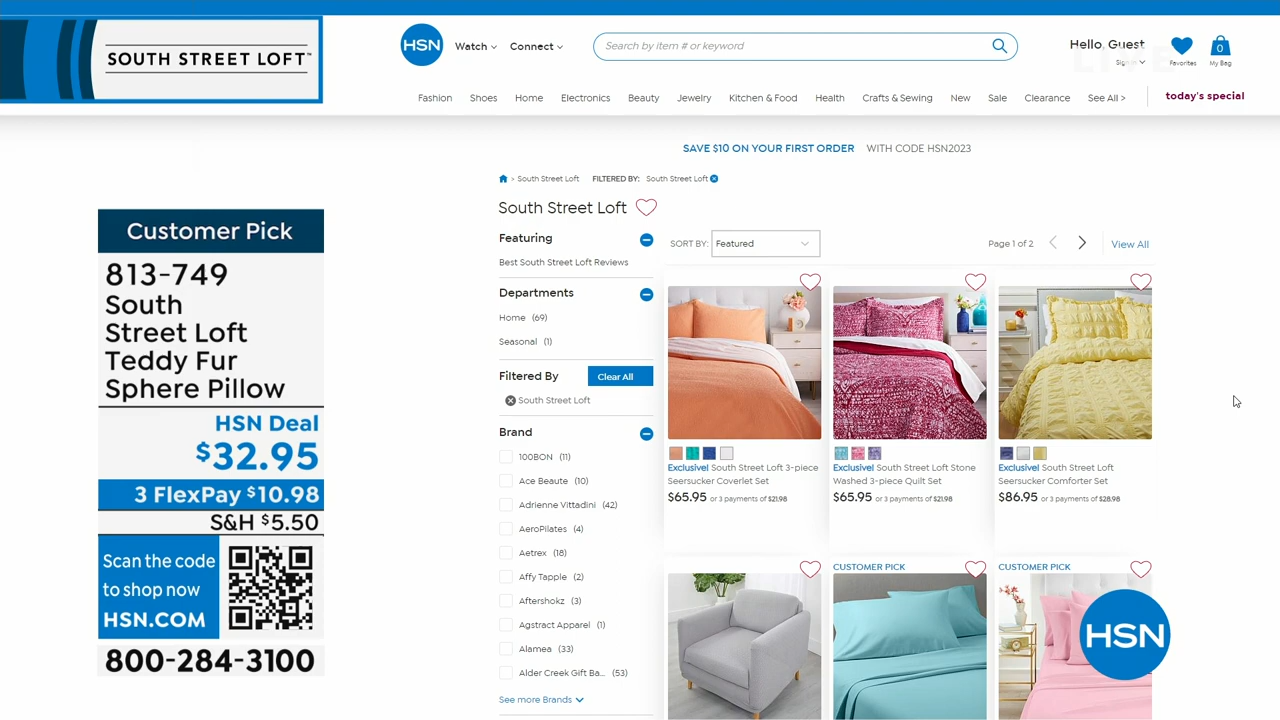 SOUTH STREET LOFT™
HSN
Watch
Connect
Search by item # or keyword
Hello, Guest
LIVE
Favorites
0
My Bag
Fashion
Shoes
Home
Electronics
Beauty
Jewelry
Kitchen & Food
Health
Crafts & Sewing
New
Sale
Clearance
See All >
today's special
SAVE $10 ON YOUR FIRST ORDER WITH CODE HSN2023
> South Street Loft FILTERED BY: South Street Loft
South Street Loft
Customer Pick
813-749
South
Street Loft
Teddy Fur
Sphere Pillow
HSN Deal
$32.95
3 FlexPay $10.98
S&H $5.50
Scan the code
to shop now
HSN.COM
800-284-3100
Featuring
Best South Street Loft Reviews
Departments
Home (69)
Seasonal (1)
Filtered By
Clear All
South Street Loft
Brand
100BON (11)
Ace Beaute (10)
Adrienne Vittadini (42)
AeroPilates (4)
Aetrex (18)
Affy Tapple (2)
Aftershokz (3)
Agstract Apparel (1)
Alamea (33)
Alder Creek Gift Ba... (53)
See more Brands
SORT BY: Featured
Page 1 of 2
View All
Exclusive! South Street Loft 3-piece
Seersucker Coverlet Set
$65.95 or 3 payments of $21.98
Exclusive! South Street Loft Stone
Washed 3-piece Quilt Set
$65.95 or 3 payments of $21.98
Exclusive! South Street Loft
Seersucker Comforter Set
$86.95 or 3 payments of $28.98
CUSTOMER PICK
CUSTOMER PICK
HSN